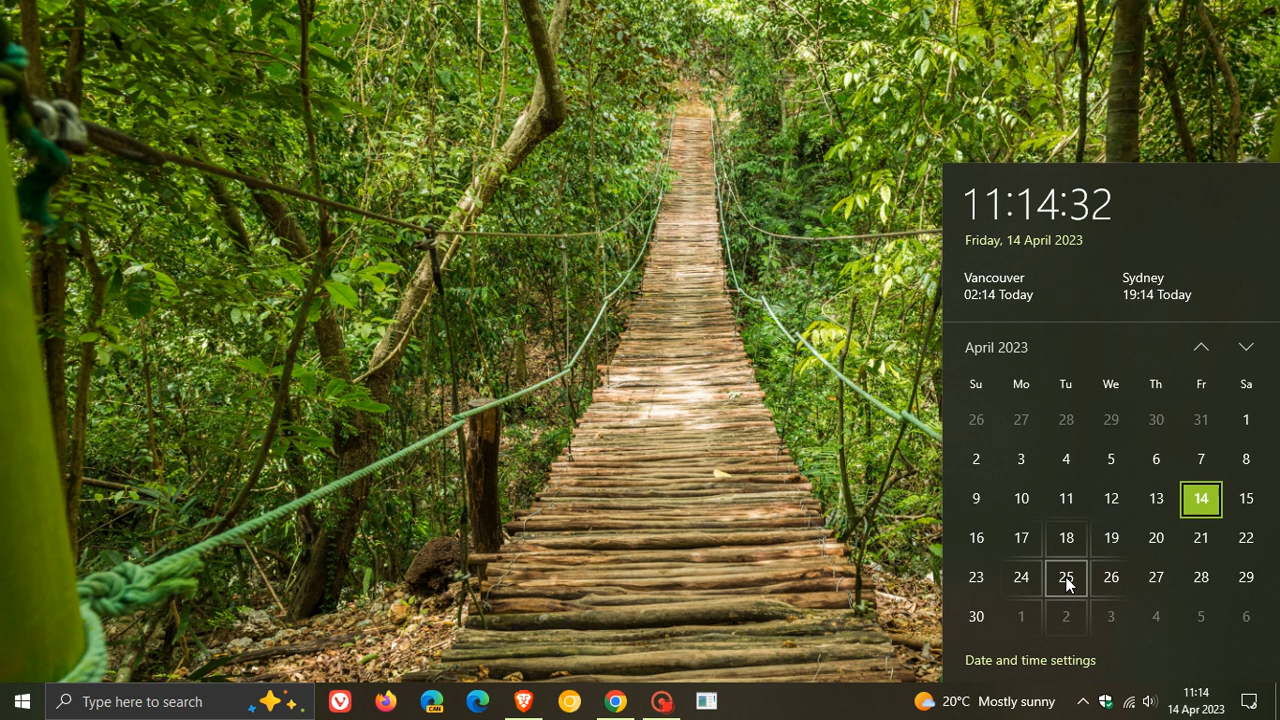 11:14:32
Friday, 14 April 2023
Vancouver Sydney
02:14 Today 19:14 Today
April 2023
Su Mo Tu We Th Fr Sa
26 27 28 29 30 31 1
2 3 4 5 6 7 8
9 10 11 12 13 14 15
16 17 18 19 20 21 22
23 24 25 26 27 28 29
30 1 2 3 4 5 6
Date and time settings
Type here to search
CAN
20°C Mostly sunny
11:14
14 Apr 2023